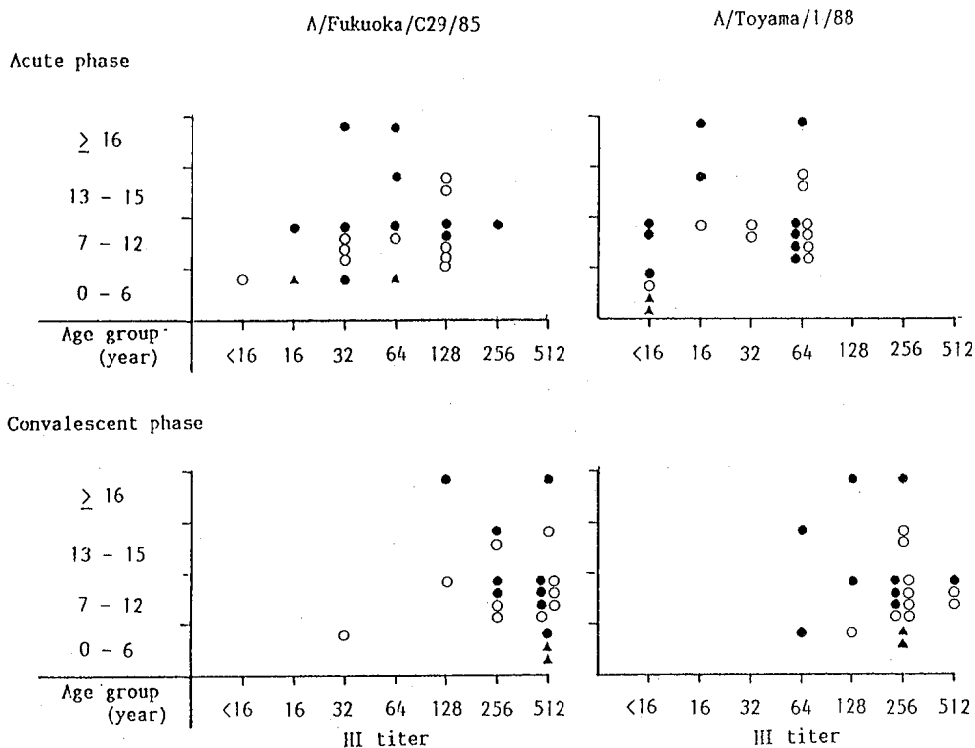 A/Fukuoka/C29/85 A/Toyama/1/88
Acute phase
≥ 16
13 - 15
7 - 12
0 - 6
Age group (year) <16 16 32 64 128 256 512 <16 16 32 64 128 256 512
Convalescent phase
≥ 16
13 - 15
7 - 12
0 - 6
Age group (year) <16 16 32 64 128 256 512 <16 16 32 64 128 256 512
HI titer HI titer